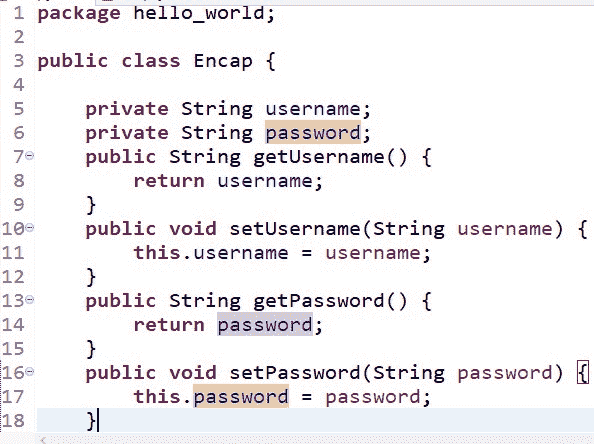 1 package hello_world;
2
3 public class Encap {
4
5     private String username;
6     private String password;
7     public String getUsername() {
8         return username;
9     }
10     public void setUsername(String username) {
11         this.username = username;
12     }
13     public String getPassword() {
14         return password;
15     }
16     public void setPassword(String password) {
17         this.password = password;
18     }